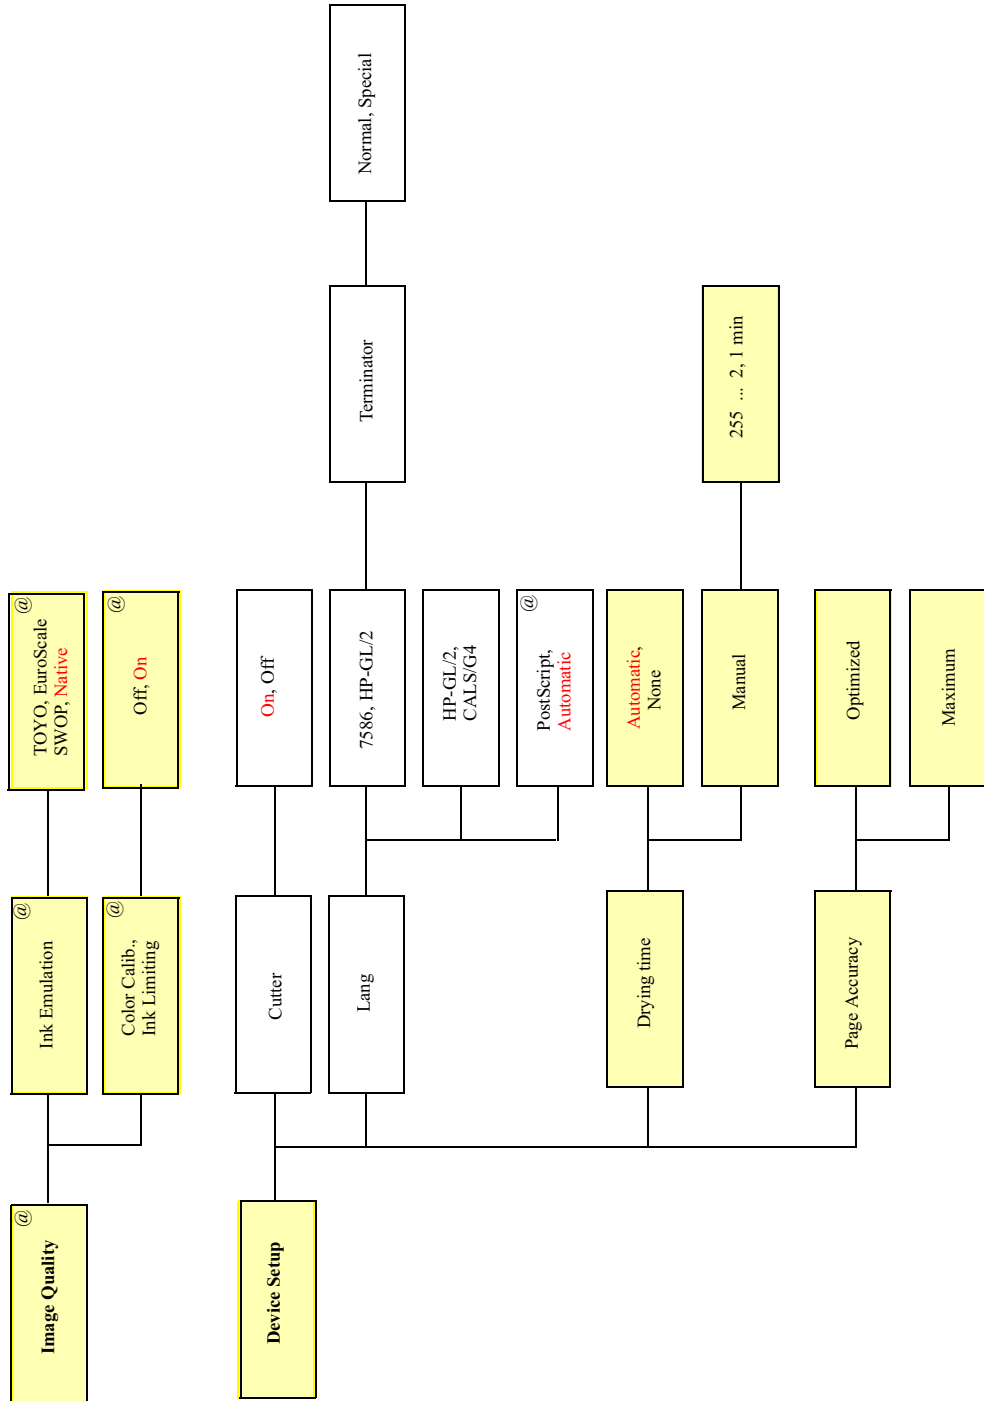 @
Image Quality
@
Ink Emulation
@
TOYO, EuroScale
SWOP, Native
@
Color Calib.,
Ink Limiting
@
Off, On
Device Setup
Cutter
On, Off
Lang
7586, HP-GL/2
Terminator
Normal, Special
HP-GL/2,
CALS/G4
@
PostScript,
Automatic
Drying time
Automatic,
None
Manual
255 ... 2, 1 min
Page Accuracy
Optimized
Maximum